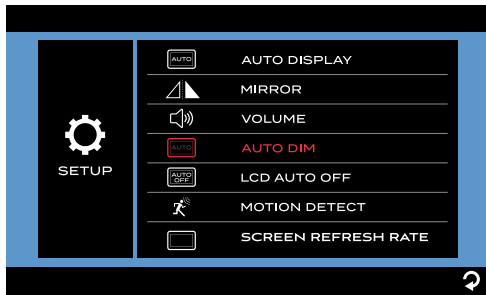 AUTO AUTO DISPLAY
MIRROR
VOLUME
AUTO AUTO DIM
SETUP
AUTO OFF LCD AUTO OFF
MOTION DETECT
SCREEN REFRESH RATE